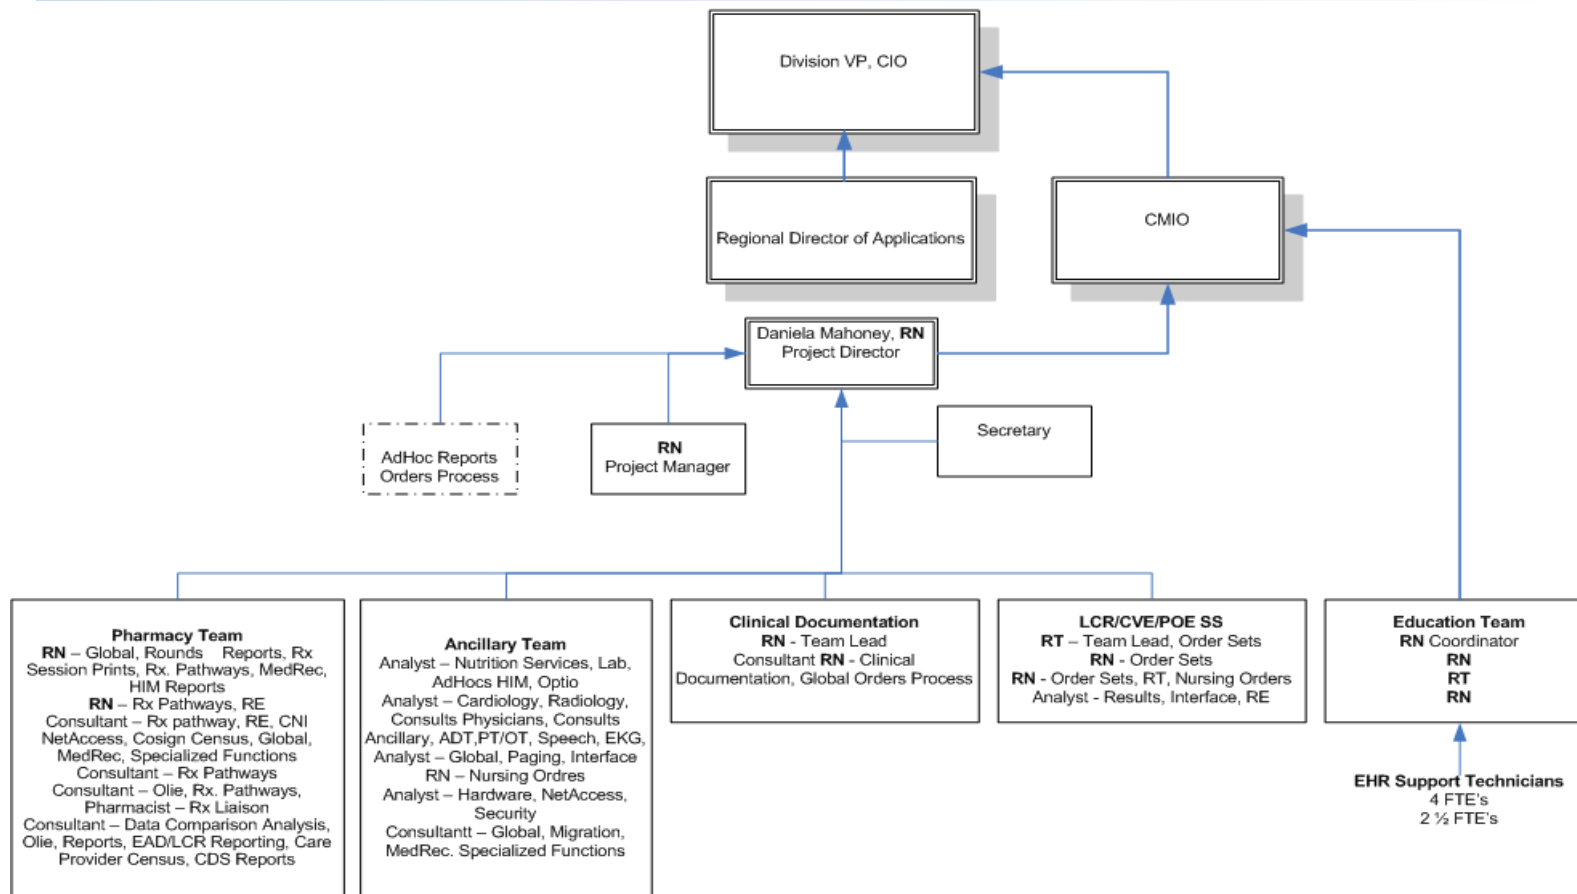 Division VP, CIO
Regional Director of Applications
CMIO
Daniela Mahoney, RN
Project Director
AdHoc Reports
Orders Process
RN
Project Manager
Secretary
Pharmacy Team
RN – Global, Rounds Reports, Rx
Session Prints, Rx. Pathways, MedRec,
HIM Reports
RN – Rx Pathways, RE
Consultant – Rx pathway, RE, CNI
NetAccess, Cosign Census, Global,
MedRec, Specialized Functions
Consultant – Rx Pathways
Consultant – Olie, Rx. Pathways,
Pharmacist – Rx Liaison
Consultant – Data Comparison Analysis,
Olie, Reports, EAD/LCR Reporting, Care
Provider Census, CDS Reports
Ancillary Team
Analyst – Nutrition Services, Lab,
AdHocs HIM, Optio
Analyst – Cardiology, Radiology,
Consults Physicians, Consults
Ancillary, ADT,PT/OT, Speech, EKG,
Analyst – Global, Paging, Interface
RN – Nursing Ordres
Analyst – Hardware, NetAccess,
Security
Consultantt – Global, Migration,
MedRec. Specialized Functions
Clinical Documentation
RN - Team Lead
Consultant RN - Clinical
Documentation, Global Orders Process
LCR/CVE/POE SS
RT – Team Lead, Order Sets
RN - Order Sets
RN - Order Sets, RT, Nursing Orders
Analyst - Results, Interface, RE
Education Team
RN Coordinator
RN
RT
RN
EHR Support Technicians
4 FTE's
2 ½ FTE's